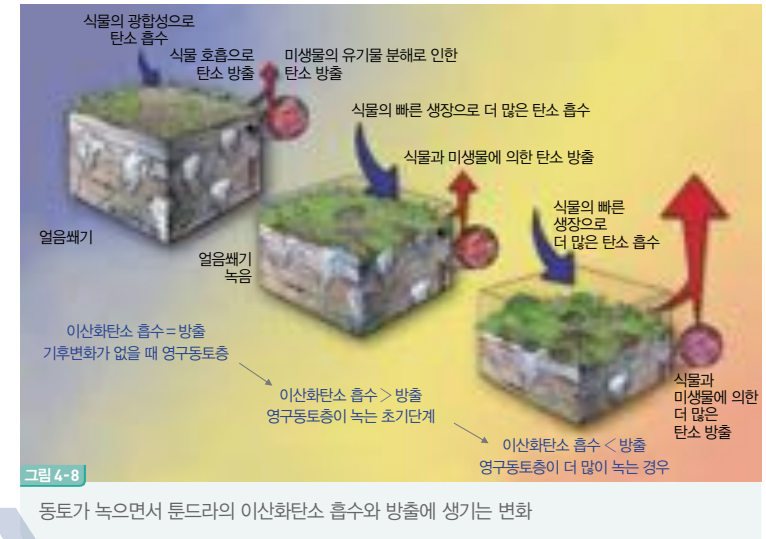 식물의 광합성으로
탄소 흡수
식물 호흡으로
탄소 방출
미생물의 유기물 분해로 인한
탄소 방출
얼음쐐기
식물의 빠른 생장으로 더 많은 탄소 흡수
식물과 미생물에 의한 탄소 방출
얼음쐐기
녹음
식물의 빠른
생장으로
더 많은 탄소 흡수
식물과
미생물에 의한
더 많은
탄소 방출
이산화탄소 흡수=방출
기후변화가 없을 때 영구동토층
이산화탄소 흡수>방출
영구동토층이 녹는 초기단계
이산화탄소 흡수<방출
영구동토층이 더 많이 녹는 경우
그림 4-8
동토가 녹으면서 툰드라의 이산화탄소 흡수와 방출에 생기는 변화